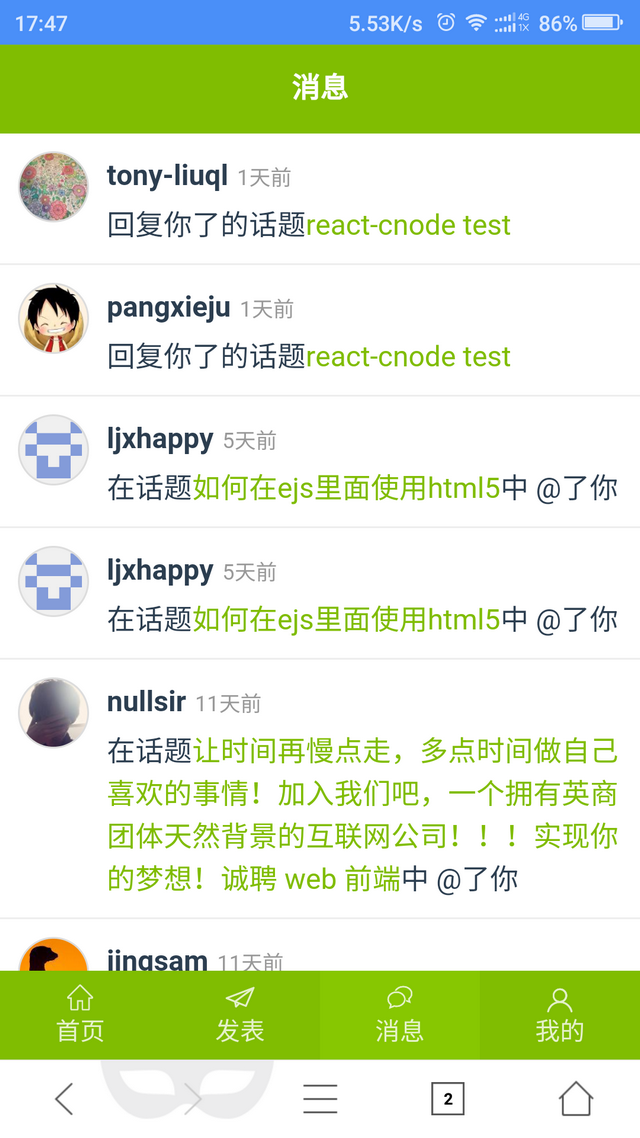 17:47 5.53K/s 4G 1X 86%
消息
tony-liuql 1天前
回复你了的话题react-cnode test
pangxieju 1天前
回复你了的话题react-cnode test
ljxhappy 5天前
在话题如何在ejs里面使用html5中 @了你
ljxhappy 5天前
在话题如何在ejs里面使用html5中 @了你
nullsir 11天前
在话题让时间再慢点走，多点时间做自己
喜欢的事情！加入我们吧，一个拥有英商
团体天然背景的互联网公司！！！实现你
的梦想！诚聘 web 前端中 @了你
jingsam 11天前
首页 发表 消息 我的
2